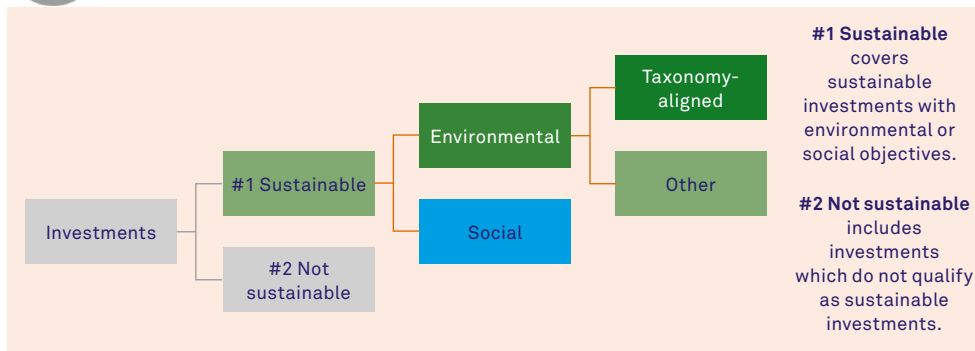 Investments
#1 Sustainable
#2 Not
sustainable
Environmental
Social
Taxonomy-
aligned
Other
#1 Sustainable
covers
sustainable
investments with
environmental or
social objectives.
#2 Not sustainable
includes
investments
which do not qualify
as sustainable
investments.